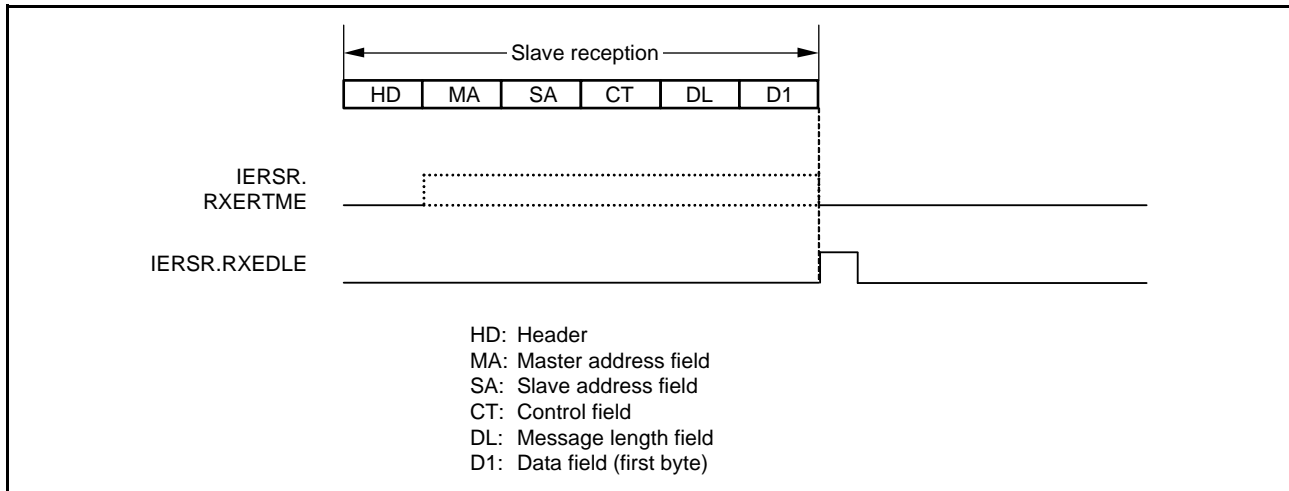 Slave reception
HD MA SA CT DL D1
IERSR.
RXERTME
IERSR.RXEDLE
HD: Header
MA: Master address field
SA: Slave address field
CT: Control field
DL: Message length field
D1: Data field (first byte)